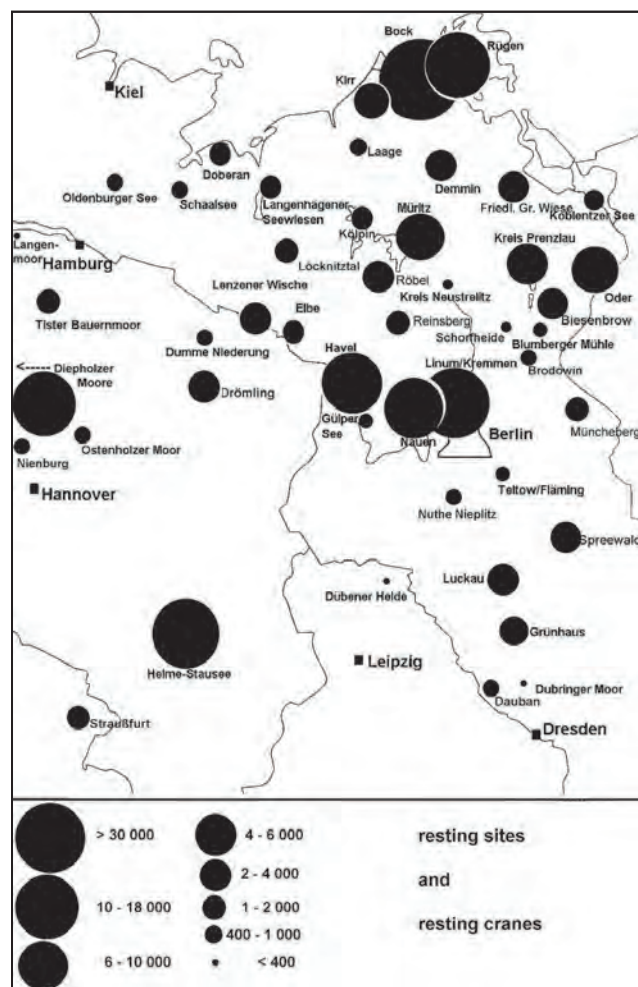 Bock
Rügen
Kirr
Kiel
Laage
Doberan
Demmin
Oldenburger See
Schaalsee
Langenhagener
Seewiesen
Friedl. Gr. Wiese
Koblentzer See
Kölpin
Müritz
Langen-
moor
Hamburg
Löcknitztal
Kreis Prenzlau
Röbel
Kreis Neustrelitz
Oder
Lenzener Wische
Elbe
Tister Bauernmoor
Reinsberg
Biesenbrow
Schorfheide
Blumberger Mühle
Dumme Niederung
Havel
Linum/Kremmen
Brodowin
<----- Diepholzer
Moore
Drömling
Gülper
See
Nauen
Berlin
Müncheberg
Ostenholzer Moor
Nienburg
Hannover
Teltow/Fläming
Nuthe Nieplitz
Spreewald
Luckau
Dübener Heide
Grünhaus
Helme-Stausee
Leipzig
Dubringer Moor
Dauban
Straußfurt
Dresden
> 30 000
10 - 18 000
6 - 10 000
4 - 6 000
2 - 4 000
1 - 2 000
400 - 1 000
< 400
resting sites
and
resting cranes